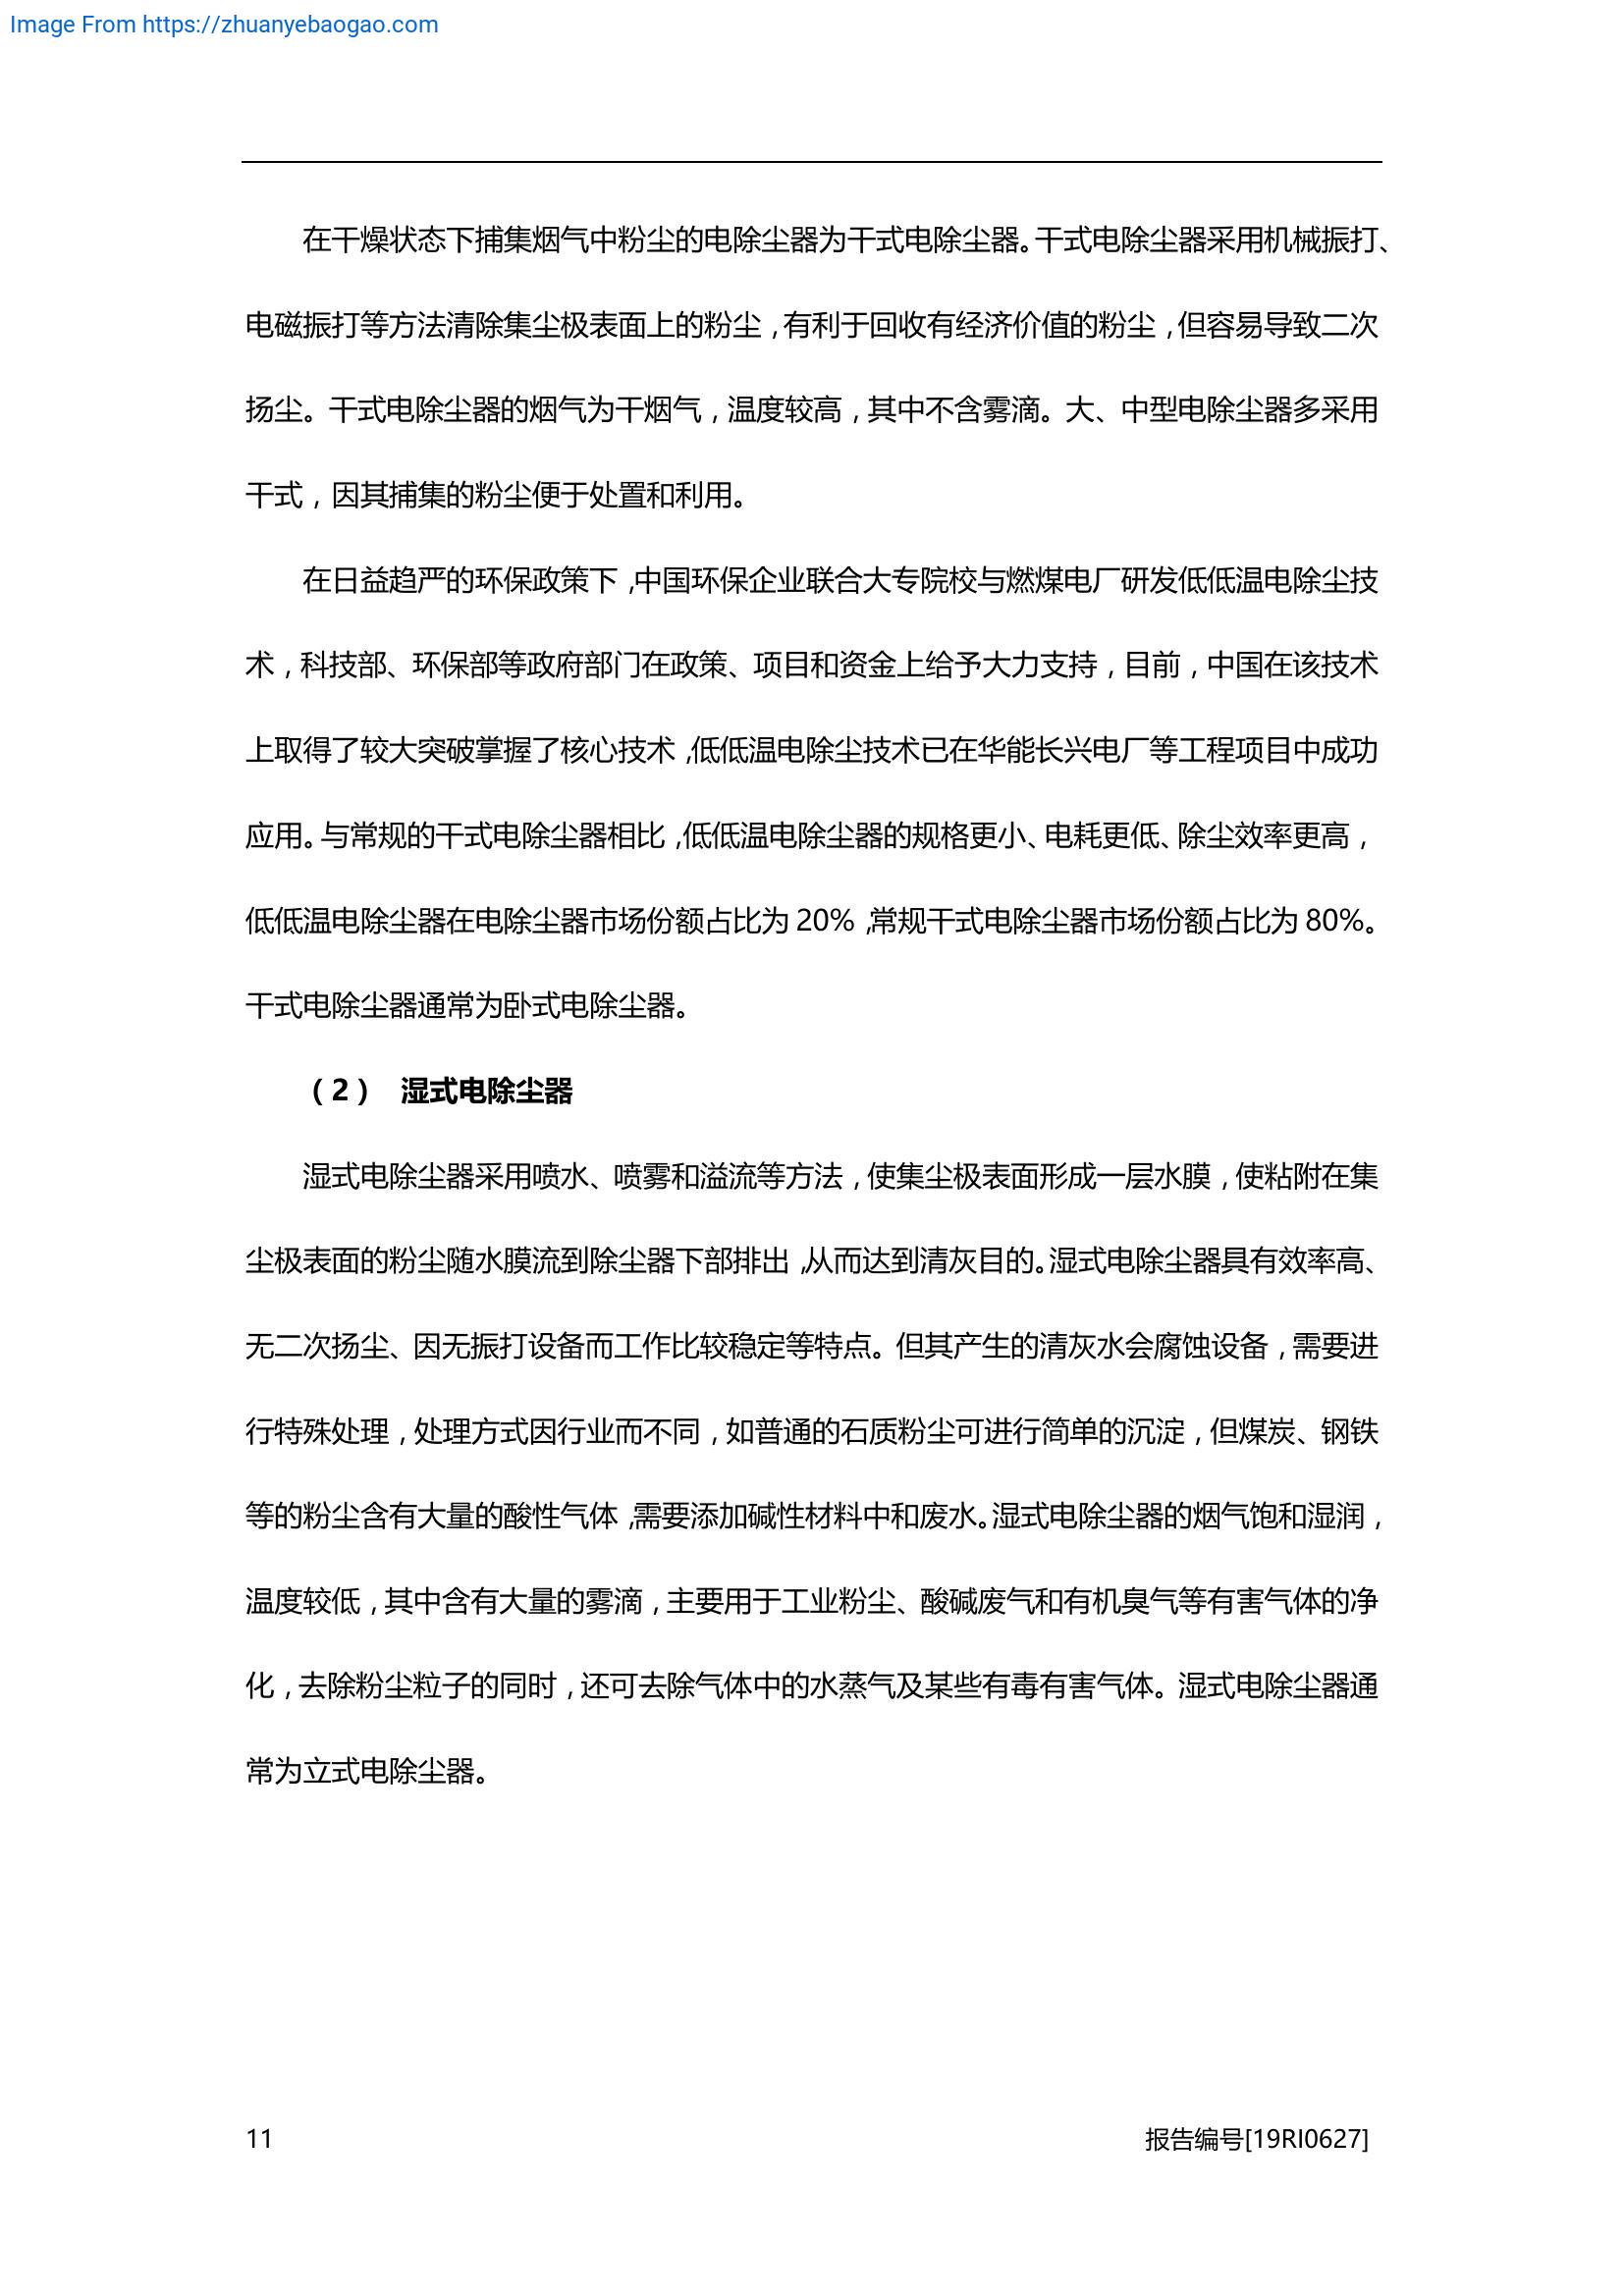 Image From https://zhuanyebaogao.com
在干燥状态下捕集烟气中粉尘的电除尘器为干式电除尘器。干式电除尘器采用机械振打、
电磁振打等方法清除集尘极表面上的粉尘，有利于回收有经济价值的粉尘，但容易导致二次
扬尘。干式电除尘器的烟气为干烟气，温度较高，其中不含雾滴。大、中型电除尘器多采用
干式，因其捕集的粉尘便于处置和利用。
在日益趋严的环保政策下，中国环保企业联合大专院校与燃煤电厂研发低低温电除尘技
术，科技部、环保部等政府部门在政策、项目和资金上给予大力支持，目前，中国在该技术
上取得了较大突破掌握了核心技术，低低温电除尘技术已在华能长兴电厂等工程项目中成功
应用。与常规的干式电除尘器相比，低低温电除尘器的规格更小、电耗更低、除尘效率更高，
低低温电除尘器在电除尘器市场份额占比为 20%，常规干式电除尘器市场份额占比为 80%。
干式电除尘器通常为卧式电除尘器。
（2） 湿式电除尘器
湿式电除尘器采用喷水、喷雾和溢流等方法，使集尘极表面形成一层水膜，使粘附在集
尘极表面的粉尘随水膜流到除尘器下部排出，从而达到清灰目的。湿式电除尘器具有效率高、
无二次扬尘、因无振打设备而工作比较稳定等特点。但其产生的清灰水会腐蚀设备，需要进
行特殊处理，处理方式因行业而不同，如普通的石质粉尘可进行简单的沉淀，但煤炭、钢铁
等的粉尘含有大量的酸性气体，需要添加碱性材料中和废水。湿式电除尘器的烟气饱和湿润，
温度较低，其中含有大量的雾滴，主要用于工业粉尘、酸碱废气和有机臭气等有害气体的净
化，去除粉尘粒子的同时，还可去除气体中的水蒸气及某些有毒有害气体。湿式电除尘器通
常为立式电除尘器。
11 报告编号[19RI0627]